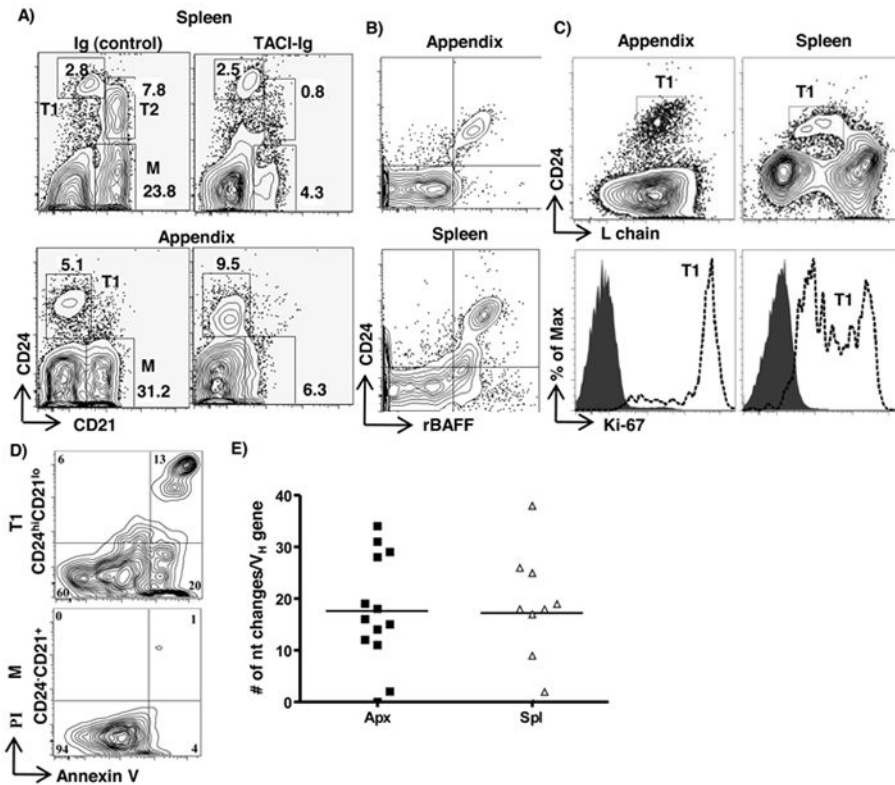 A)
Spleen
Ig (control)
TACI-Ig
2.8
7.8
T1
T2
M
23.8
2.5
0.8
4.3
Appendix
5.1
T1
M
31.2
9.5
6.3
CD24
CD21
B)
Appendix
Spleen
CD24
rBAFF
C)
Appendix
Spleen
T1
T1
CD24
L chain
T1
T1
% of Max
Ki-67
D)
T1
CD24hiCD21lo
6
13
60
20
M
CD24-CD21+
0
1
94
4
PI
Annexin V
E)
# of nt changes/VH gene
40
30
20
10
0
Apx
Spl